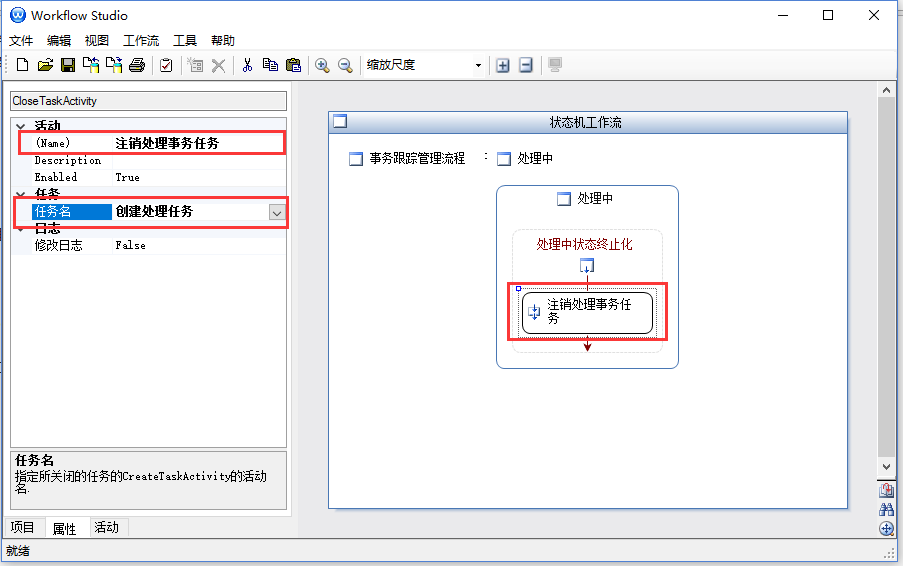 Workflow Studio
文件 编辑 视图 工作流 工具 帮助
缩放尺度
CloseTaskActivity
活动
(Name) 注销处理事务任务
Description
Enabled True
任务
任务名 创建处理任务
日志
修改日志 False
任务名
指定所关闭的任务的CreateTaskActivity的活动
名.
项目 属性 活动
就绪
状态机工作流
事务跟踪管理流程 : 处理中
处理中
处理中状态终止化
注销处理事务任
务